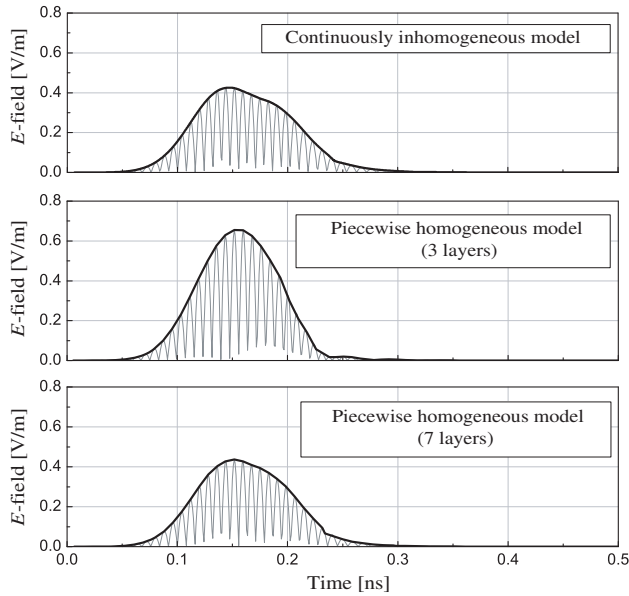 0.8
Continuously inhomogeneous model
0.6
0.4
0.2
0.0
E-field [V/m]
0.8
Piecewise homogeneous model
(3 layers)
0.6
0.4
0.2
0.0
E-field [V/m]
0.8
Piecewise homogeneous model
(7 layers)
0.6
0.4
0.2
0.0
E-field [V/m]
0.0 0.1 0.2 0.3 0.4 0.5
Time [ns]